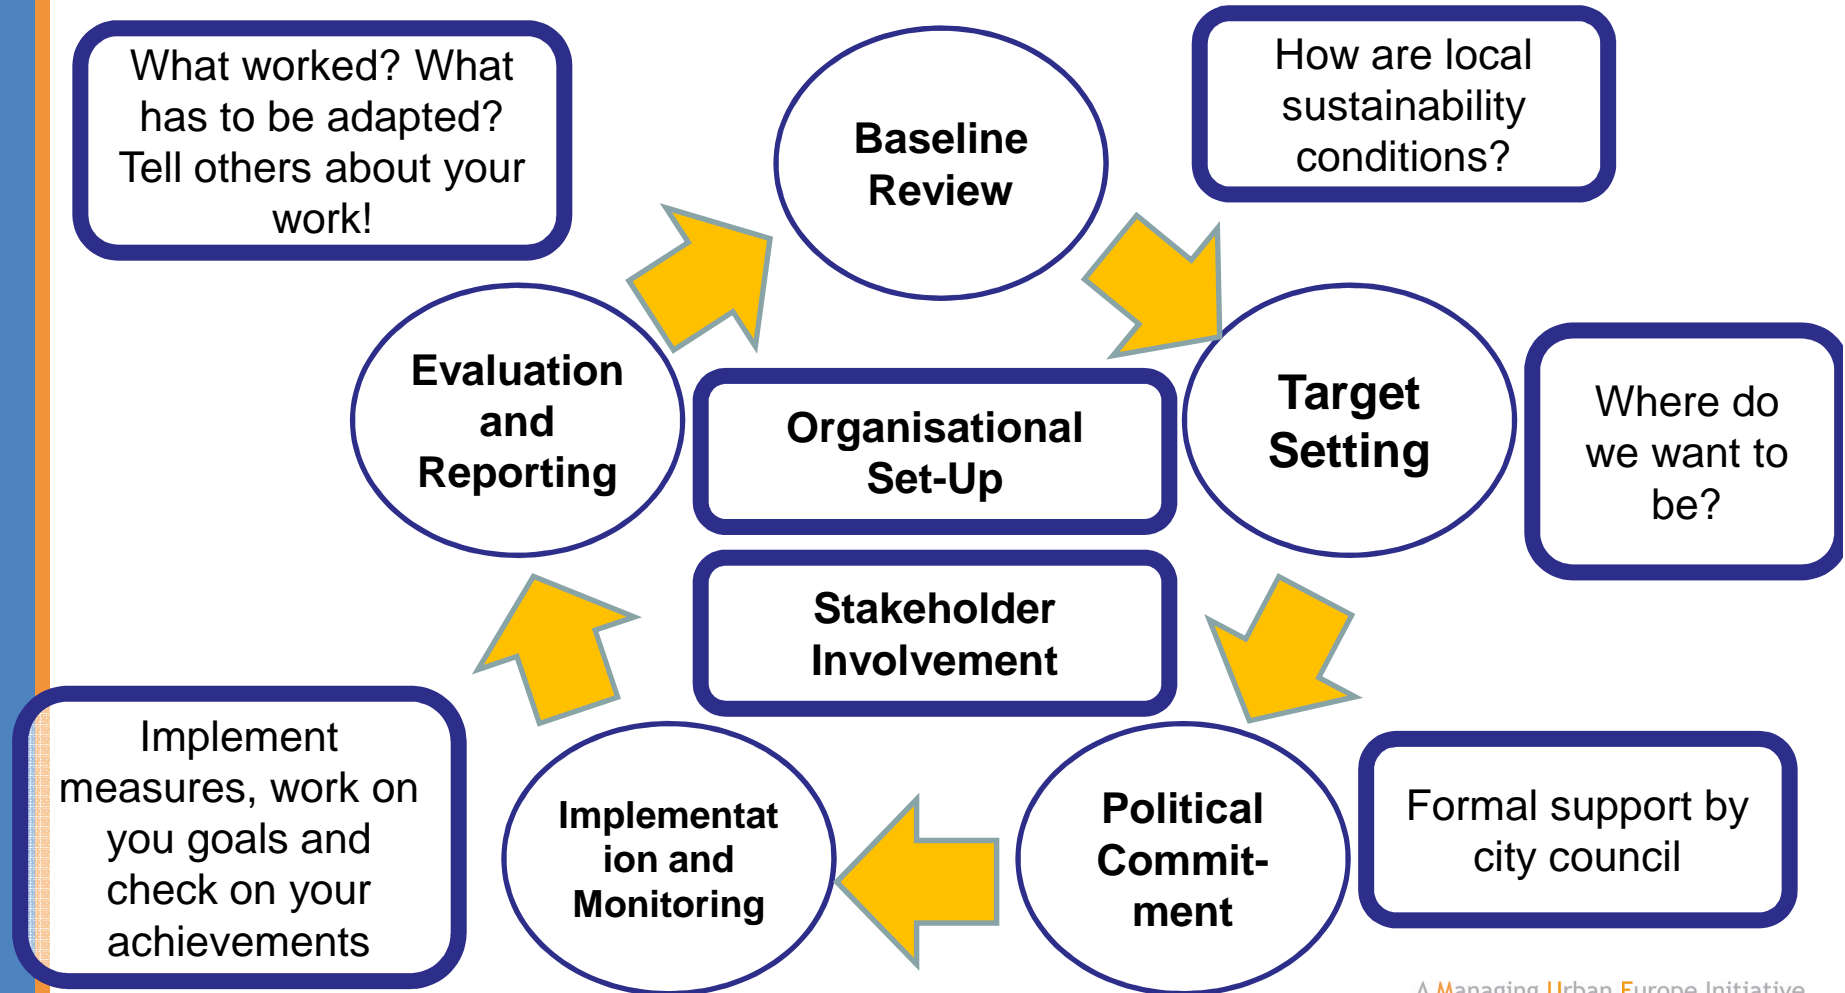 What worked? What
has to be adapted?
Tell others about your
work!
Baseline
Review
How are local
sustainability
conditions?
Evaluation
and
Reporting
Organisational
Set-Up
Target
Setting
Where do
we want to
be?
Stakeholder
Involvement
Implement
measures, work on
you goals and
check on your
achievements
Implementat
ion and
Monitoring
Political
Commit-
ment
Formal support by
city council
A Managing Urban Europe Initiative